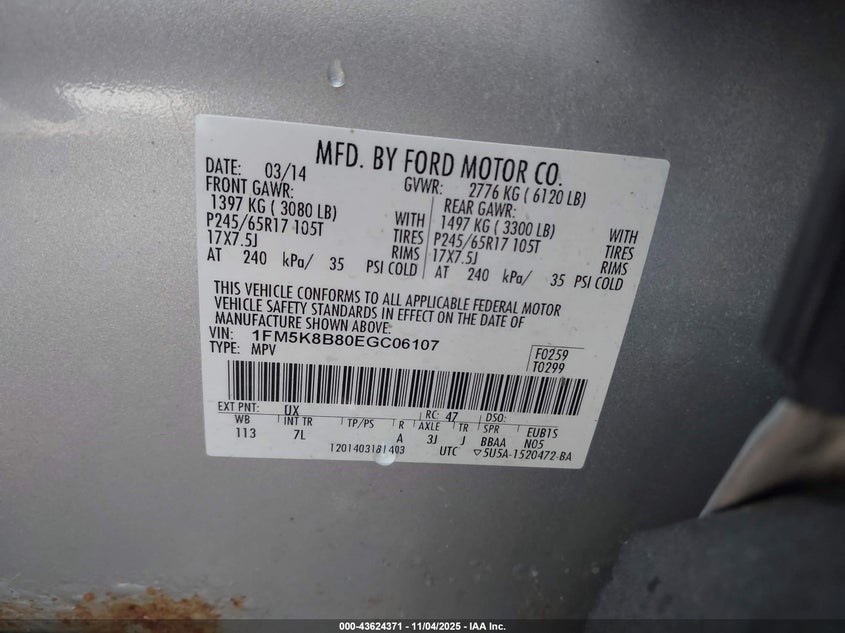 MFD. BY FORD MOTOR CO.
DATE: 03/14 GVWR: 2776 KG ( 6120 LB)
FRONT GAWR: REAR GAWR:
1397 KG ( 3080 LB) WITH 1497 KG ( 3300 LB) WITH
P245/65R17 105T TIRES P245/65R17 105T TIRES
17X7.5J RIMS 17X7.5J RIMS
AT 240 kPa/ 35 PSI COLD AT 240 kPa/ 35 PSI COLD
THIS VEHICLE CONFORMS TO ALL APPLICABLE FEDERAL MOTOR
VEHICLE SAFETY STANDARDS IN EFFECT ON THE DATE OF
MANUFACTURE SHOWN ABOVE.
VIN: 1FM5K8B80EGC06107 F0259
TYPE: MPV T0299
EXT PNT: UX RC: 47 DSO:
WB INT TR TP/PS R AXLE TR SPR EUB1S
113 7L A 3J J BBAA N05
1201403181403 UTC ▽5U5A-1520472-BA
000-43624371 - 11/04/2025 - IAA Inc.